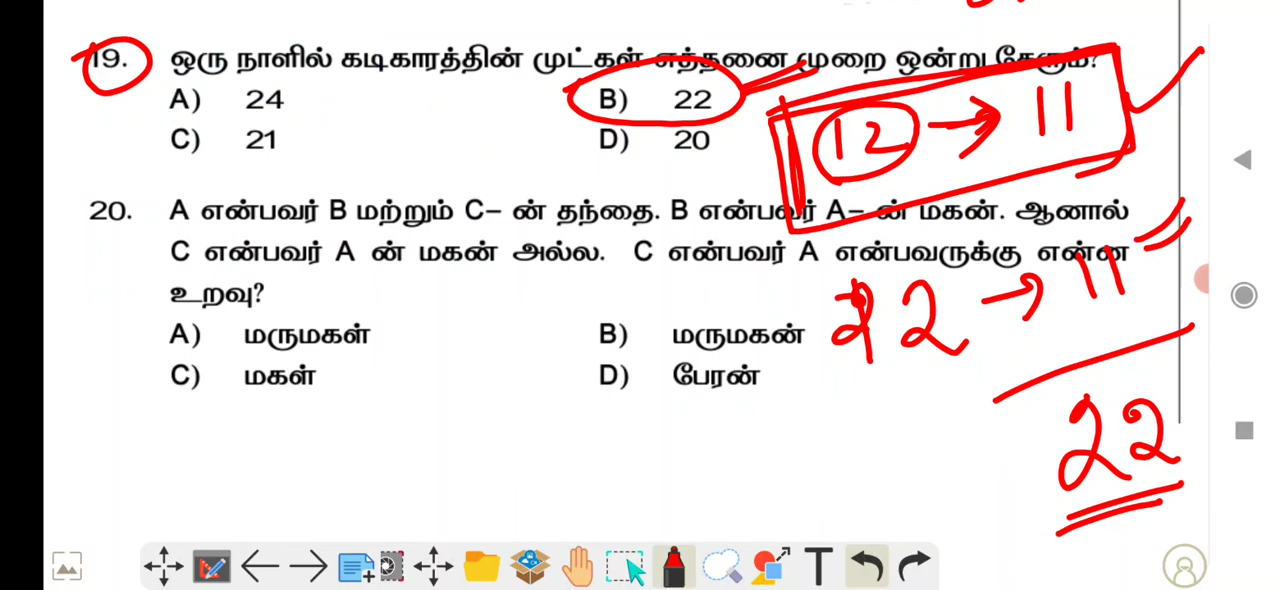 19. ஒரு நாளில் கடிகாரத்தின் முட்கள் எத்தனை முறை ஒன்று சேரும்?
A) 24 B) 22
12 → 11
C) 21 D) 20
20. A என்பவர் B மற்றும் C- ன் தந்தை. B என்பவர் A- ன் மகன். ஆனால்
C என்பவர் A ன் மகன் அல்ல. C என்பவர் A என்பவருக்கு என்ன
உறவு?
12 → 11
A) மருமகள் B) மருமகன்
C) மகள் D) பேரன்
22
T